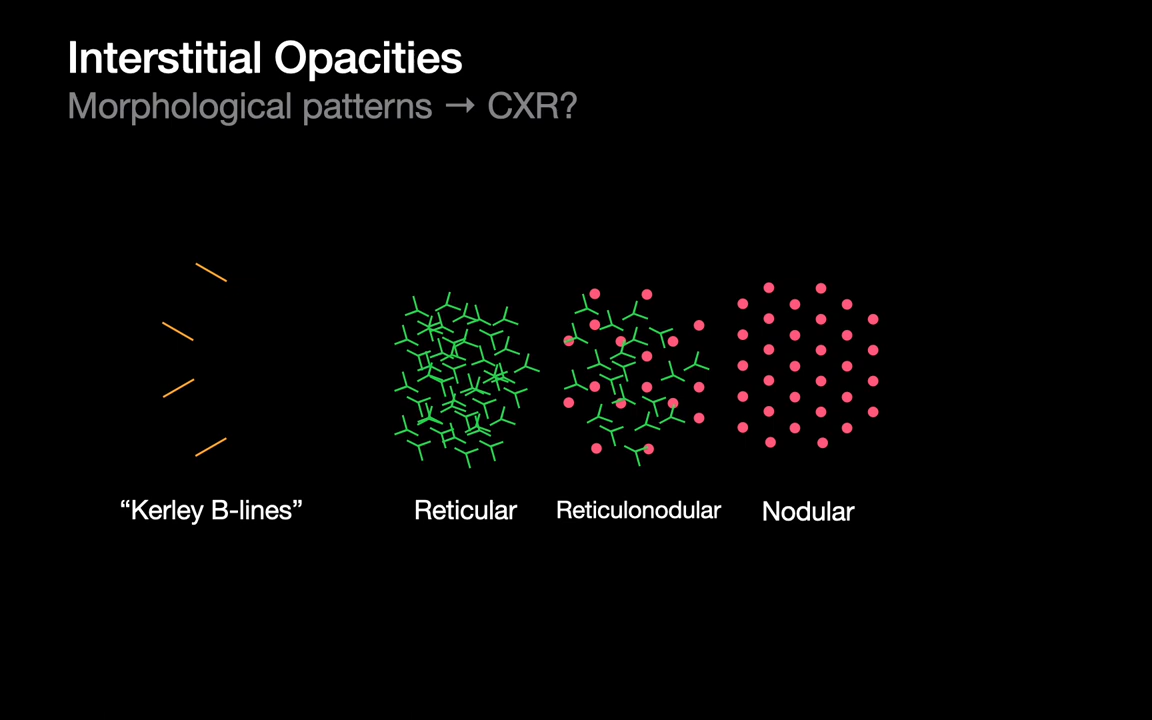 Interstitial Opacities
Morphological patterns → CXR?
“Kerley B-lines”
Reticular
Reticulonodular
Nodular